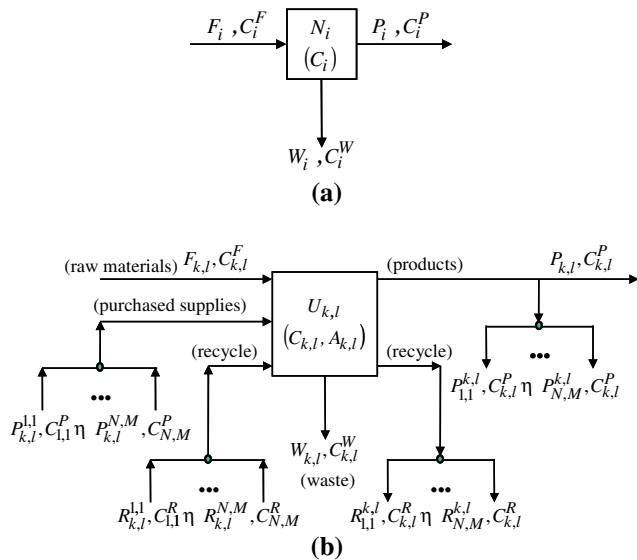 F_i , C_i^F
N_i
P_i , C_i^P
(C_i)
W_i , C_i^W
(a)
(raw materials) F_{k,l}, C_{k,l}^F
(products)
P_{k,l}, C_{k,l}^P
(purchased supplies)
U_{k,l}
(C_{k,l}, A_{k,l})
(recycle)
(recycle)
•••
•••
P_{k,l}^{1,1}, C_{1,1}^P η P_{k,l}^{N,M}, C_{N,M}^P
P_{1,1}^{k,l}, C_{k,l}^P η P_{N,M}^{k,l}, C_{k,l}^P
W_{k,l}, C_{k,l}^W
(waste)
•••
•••
R_{k,l}^{1,1}, C_{1,1}^R η R_{k,l}^{N,M}, C_{N,M}^R
R_{1,1}^{k,l}, C_{k,l}^R η R_{N,M}^{k,l}, C_{k,l}^R
(b)